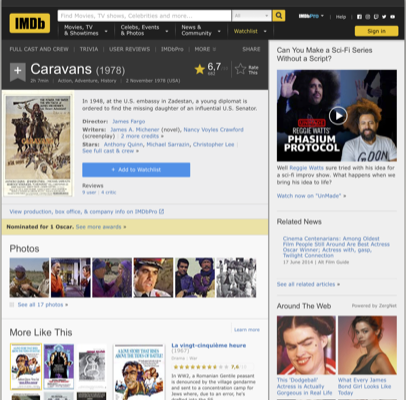 IMDb
Find Movies, TV shows, Celebrities and more...
All
IMDbPro
Help
Movies, TV & Showtimes
Celebs, Events & Photos
News & Community
Watchlist
Sign in
FULL CAST AND CREW | TRIVIA | USER REVIEWS | IMDbPro | MORE
SHARE
Caravans (1978)
2h 7min | Action, Adventure, History | 2 November 1978 (USA)
6,7
Rate This
In 1948, at the U.S. embassy in Zadestan, a young diplomat is
ordered to find the missing daughter of an influential U.S. Senator.
Director: James Fargo
Writers: James A. Michener (novel), Nancy Voyles Crawford
(screenplay) | 2 more credits »
Stars: Anthony Quinn, Michael Sarrazin, Christopher Lee
See full cast & crew »
+ Add to Watchlist
Reviews
9 user | 4 critic
View production, box office, & company info on IMDbPro
Nominated for 1 Oscar. See more awards »
Photos
See all 17 photos »
More Like This
Learn more
La vingt-cinquième heure
(1967)
7,6
In WW2, a Romanian Gentile peasant
is denounced by the village gendarme
and sent to a concentration camp for
Jews where, due to an error, he's
Can You Make a Sci-Fi Series
Without a Script?
REGGIE WATTS'
PHASIUM
PROTOCOL
Well Reggie Watts sure tried with his idea for
a sci-fi improv show. What happens when we
bring his idea to life?
Watch now on "UnMade" »
Related News
Cinema Centenarians: Among Oldest
Film People Still Around Are Best Actress
Oscar Winner; Actress with, gasp,
Twilight Connection
17 June 2014 | Alt Film Guide
See all related articles »
Around The Web
Powered by ZergNet
This 'Dodgeball'
Actress is Actually
Gorgeous in Real Life
What Every James
Bond Girl Looks Like
Today